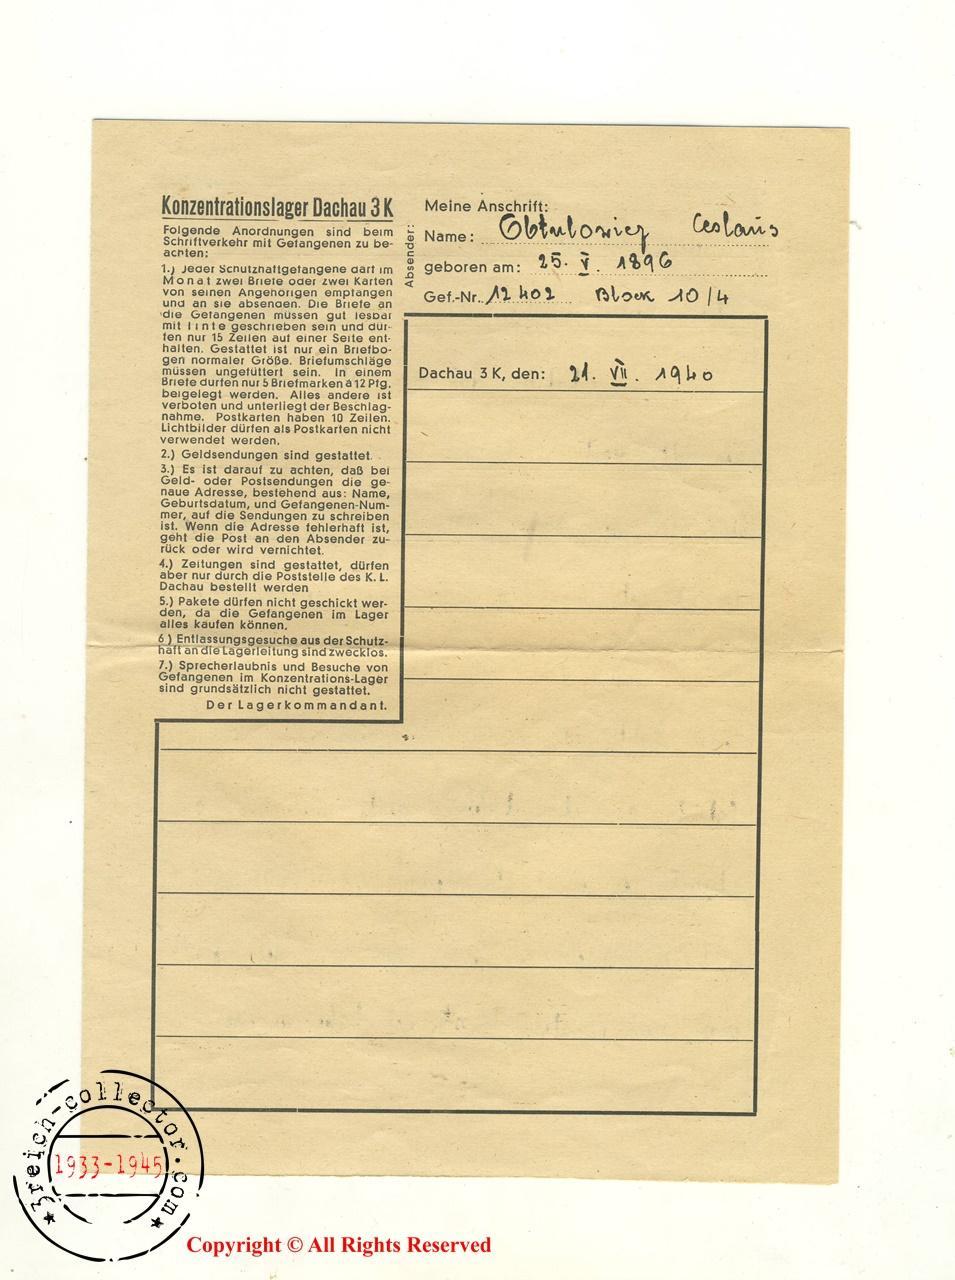 Konzentrationslager Dachau 3 K
Folgende Anordnungen sind beim
Schriftverkehr mit Gefangenen zu be-
achten:
1.) Jeder Schutzhaftgefangene darf im
Monat zwei Briefe oder zwei Karten
von seinen Angehörigen empfangen
und an sie absenden. Die Briefe an
die Gefangenen müssen gut lesbar
mit Tinte geschrieben sein und dür-
fen nur 15 Zeilen auf einer Seite ent-
halten. Gestattet ist nur ein Briefbo-
gen normaler Größe. Briefumschläge
müssen ungefüttert sein. In einem
Briefe dürfen nur 5 Briefmarken à 12 Pfg.
beigelegt werden. Alles andere ist
verboten und unterliegt der Beschlag-
nahme. Postkarten haben 10 Zeilen.
Lichtbilder dürfen als Postkarten nicht
verwendet werden.
2.) Geldsendungen sind gestattet.
3.) Es ist darauf zu achten, daß bei
Geld- oder Postsendungen die ge-
naue Adresse, bestehend aus: Name,
Geburtsdatum, und Gefangenen-Num-
mer, auf die Sendungen zu schreiben
ist. Wenn die Adresse fehlerhaft ist,
geht die Post an den Absender zu-
rück oder wird vernichtet.
4.) Zeitungen sind gestattet, dürfen
aber nur durch die Poststelle des K. L.
Dachau bestellt werden
5.) Pakete dürfen nicht geschickt wer-
den, da die Gefangenen im Lager
alles kaufen können.
6) Entlassungsgesuche aus der Schutz-
haft an die Lagerleitung sind zwecklos.
7.) Sprecherlaubnis und Besuche von
Gefangenen im Konzentrations-Lager
sind grundsätzlich nicht gestattet.
Der Lagerkommandant.
Absender:
Meine Anschrift:
Name: Obtulowicz Ceslaus
geboren am: 25. V. 1896
Gef.-Nr. 12402 Block 10/4
Dachau 3 K, den: 21. VII. 1940
3reich-collector.com
1933-1945
Copyright © All Rights Reserved